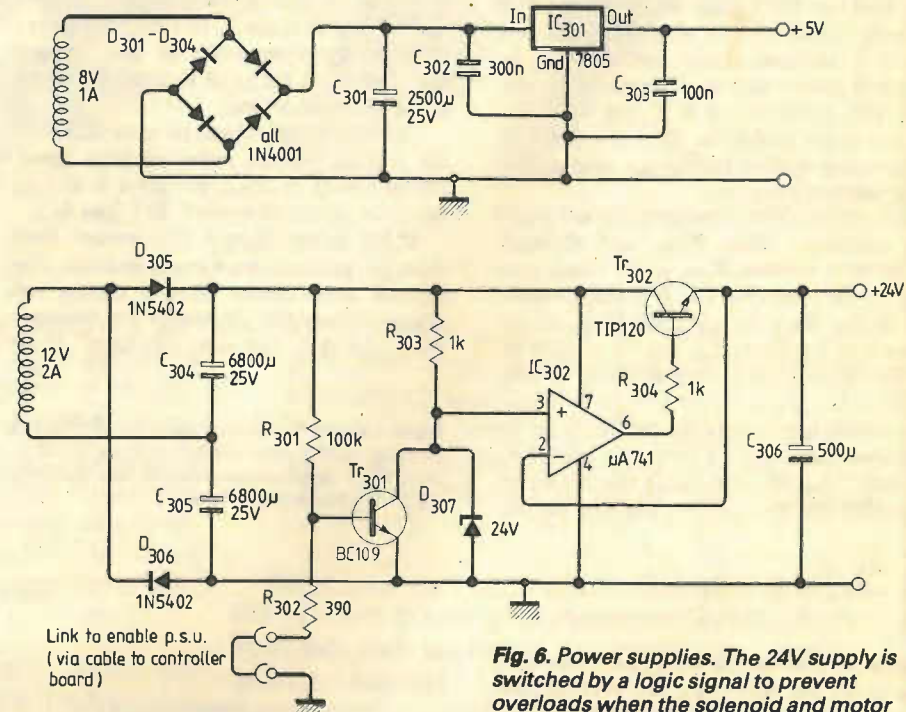 In
Out
IC301
Gnd
7805
+5V
D301-D304
8V
1A
all
1N4001
C301
2500µ
25V
C302
300n
C303
100n
D305
1N5402
12V
2A
C304
6800µ
25V
C305
6800µ
25V
D306
1N5402
R301
100k
R302
390
R303
1k
Tr301
BC109
D307
24V
IC302
3
+
2
−
7
6
4
µA741
Tr302
TIP120
R304
1k
C306
500µ
+24V
Link to enable p.s.u.
(via cable to controller
board)
Fig. 6. Power supplies. The 24V supply is
switched by a logic signal to prevent
overloads when the solenoid and motor